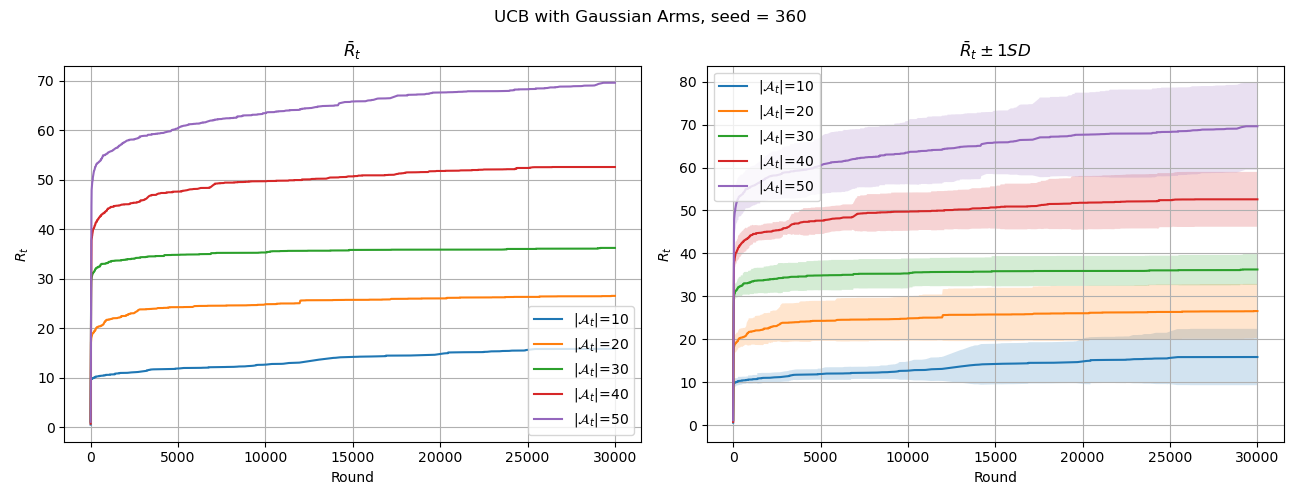 UCB with Gaussian Arms, seed = 360
R̄ₜ
70
60
50
40
30
20
10
0
Rₜ
0 5000 10000 15000 20000 25000 30000
Round
|𝒜ₜ|=10
|𝒜ₜ|=20
|𝒜ₜ|=30
|𝒜ₜ|=40
|𝒜ₜ|=50
R̄ₜ ± 1SD
80
70
60
50
40
30
20
10
0
Rₜ
0 5000 10000 15000 20000 25000 30000
Round
|𝒜ₜ|=10
|𝒜ₜ|=20
|𝒜ₜ|=30
|𝒜ₜ|=40
|𝒜ₜ|=50